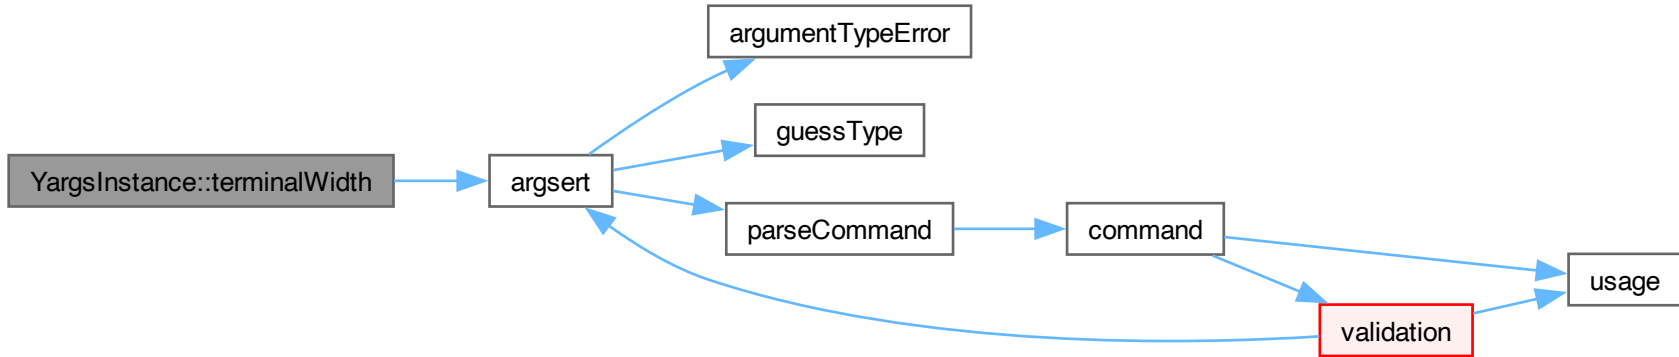 YargsInstance::terminalWidth
argsert
argumentTypeError
guessType
parseCommand
command
usage
validation